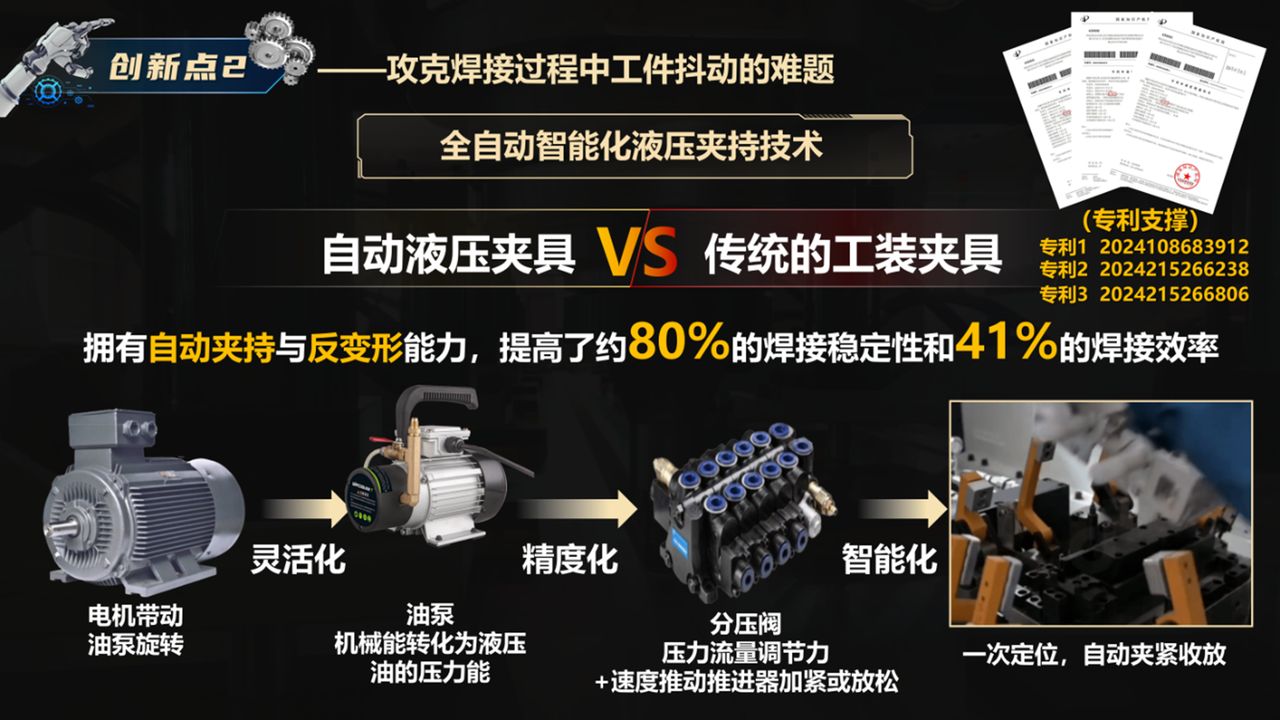 创新点2
——攻克焊接过程中工件抖动的难题
全自动智能化液压夹持技术
自动液压夹具 VS 传统的工装夹具
（专利支撑）
专利1 2024108683912
专利2 2024215266238
专利3 2024215266806
拥有自动夹持与反变形能力，提高了约80%的焊接稳定性和41%的焊接效率
灵活化
精度化
智能化
电机带动
油泵旋转
油泵
机械能转化为液压
油的压力能
分压阀
压力流量调节力
+速度推动推进器加紧或放松
一次定位，自动夹紧收放